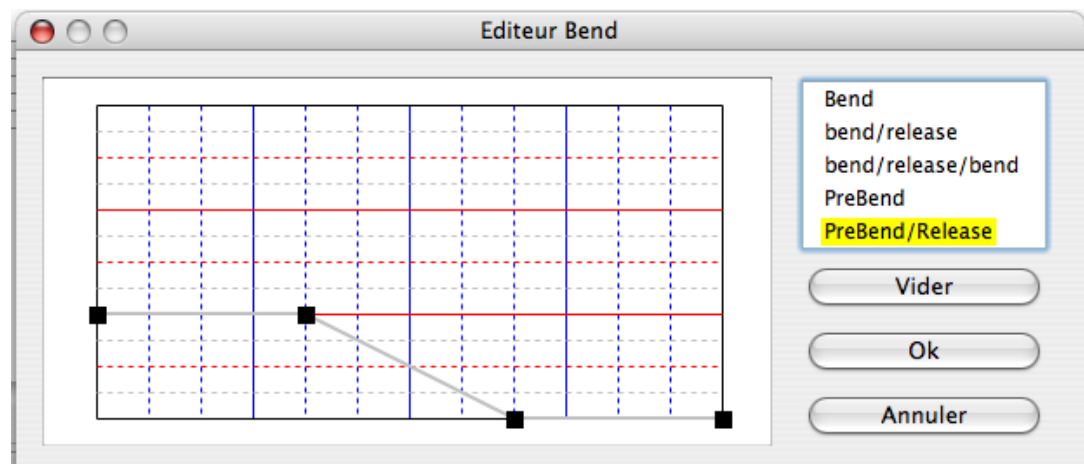 Editeur Bend
Bend
bend/release
bend/release/bend
PreBend
PreBend/Release
Vider
Ok
Annuler